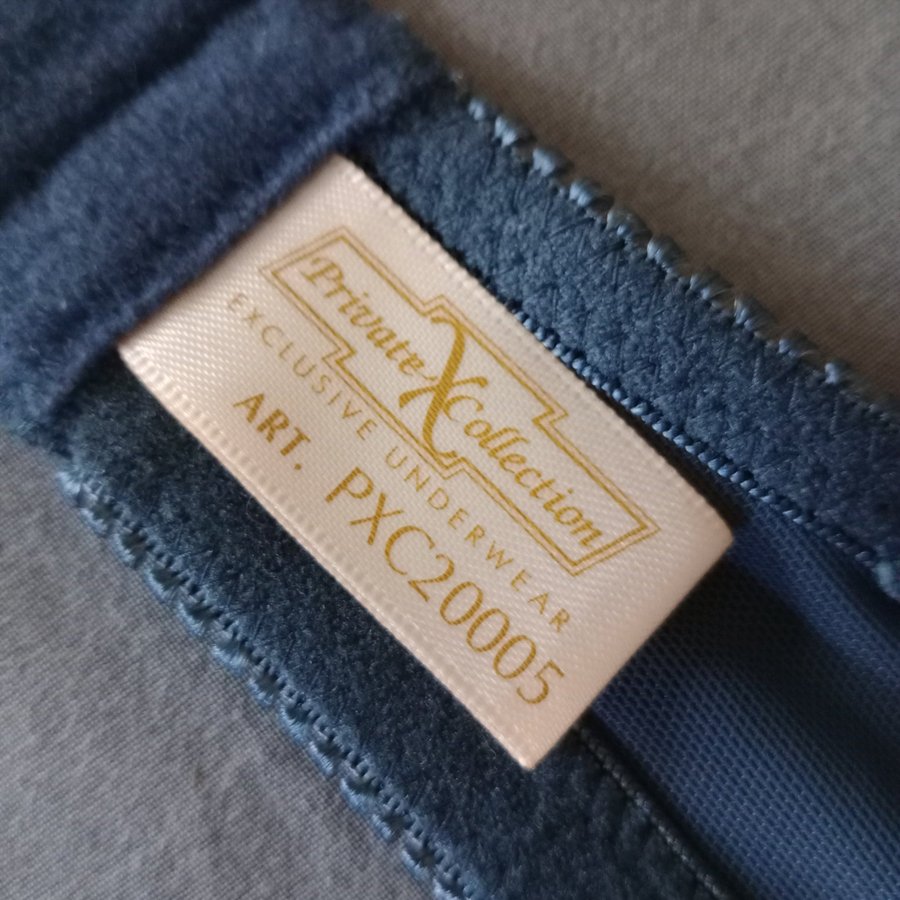 Private X Collection
EXCLUSIVE UNDERWEAR
ART. PXC20005